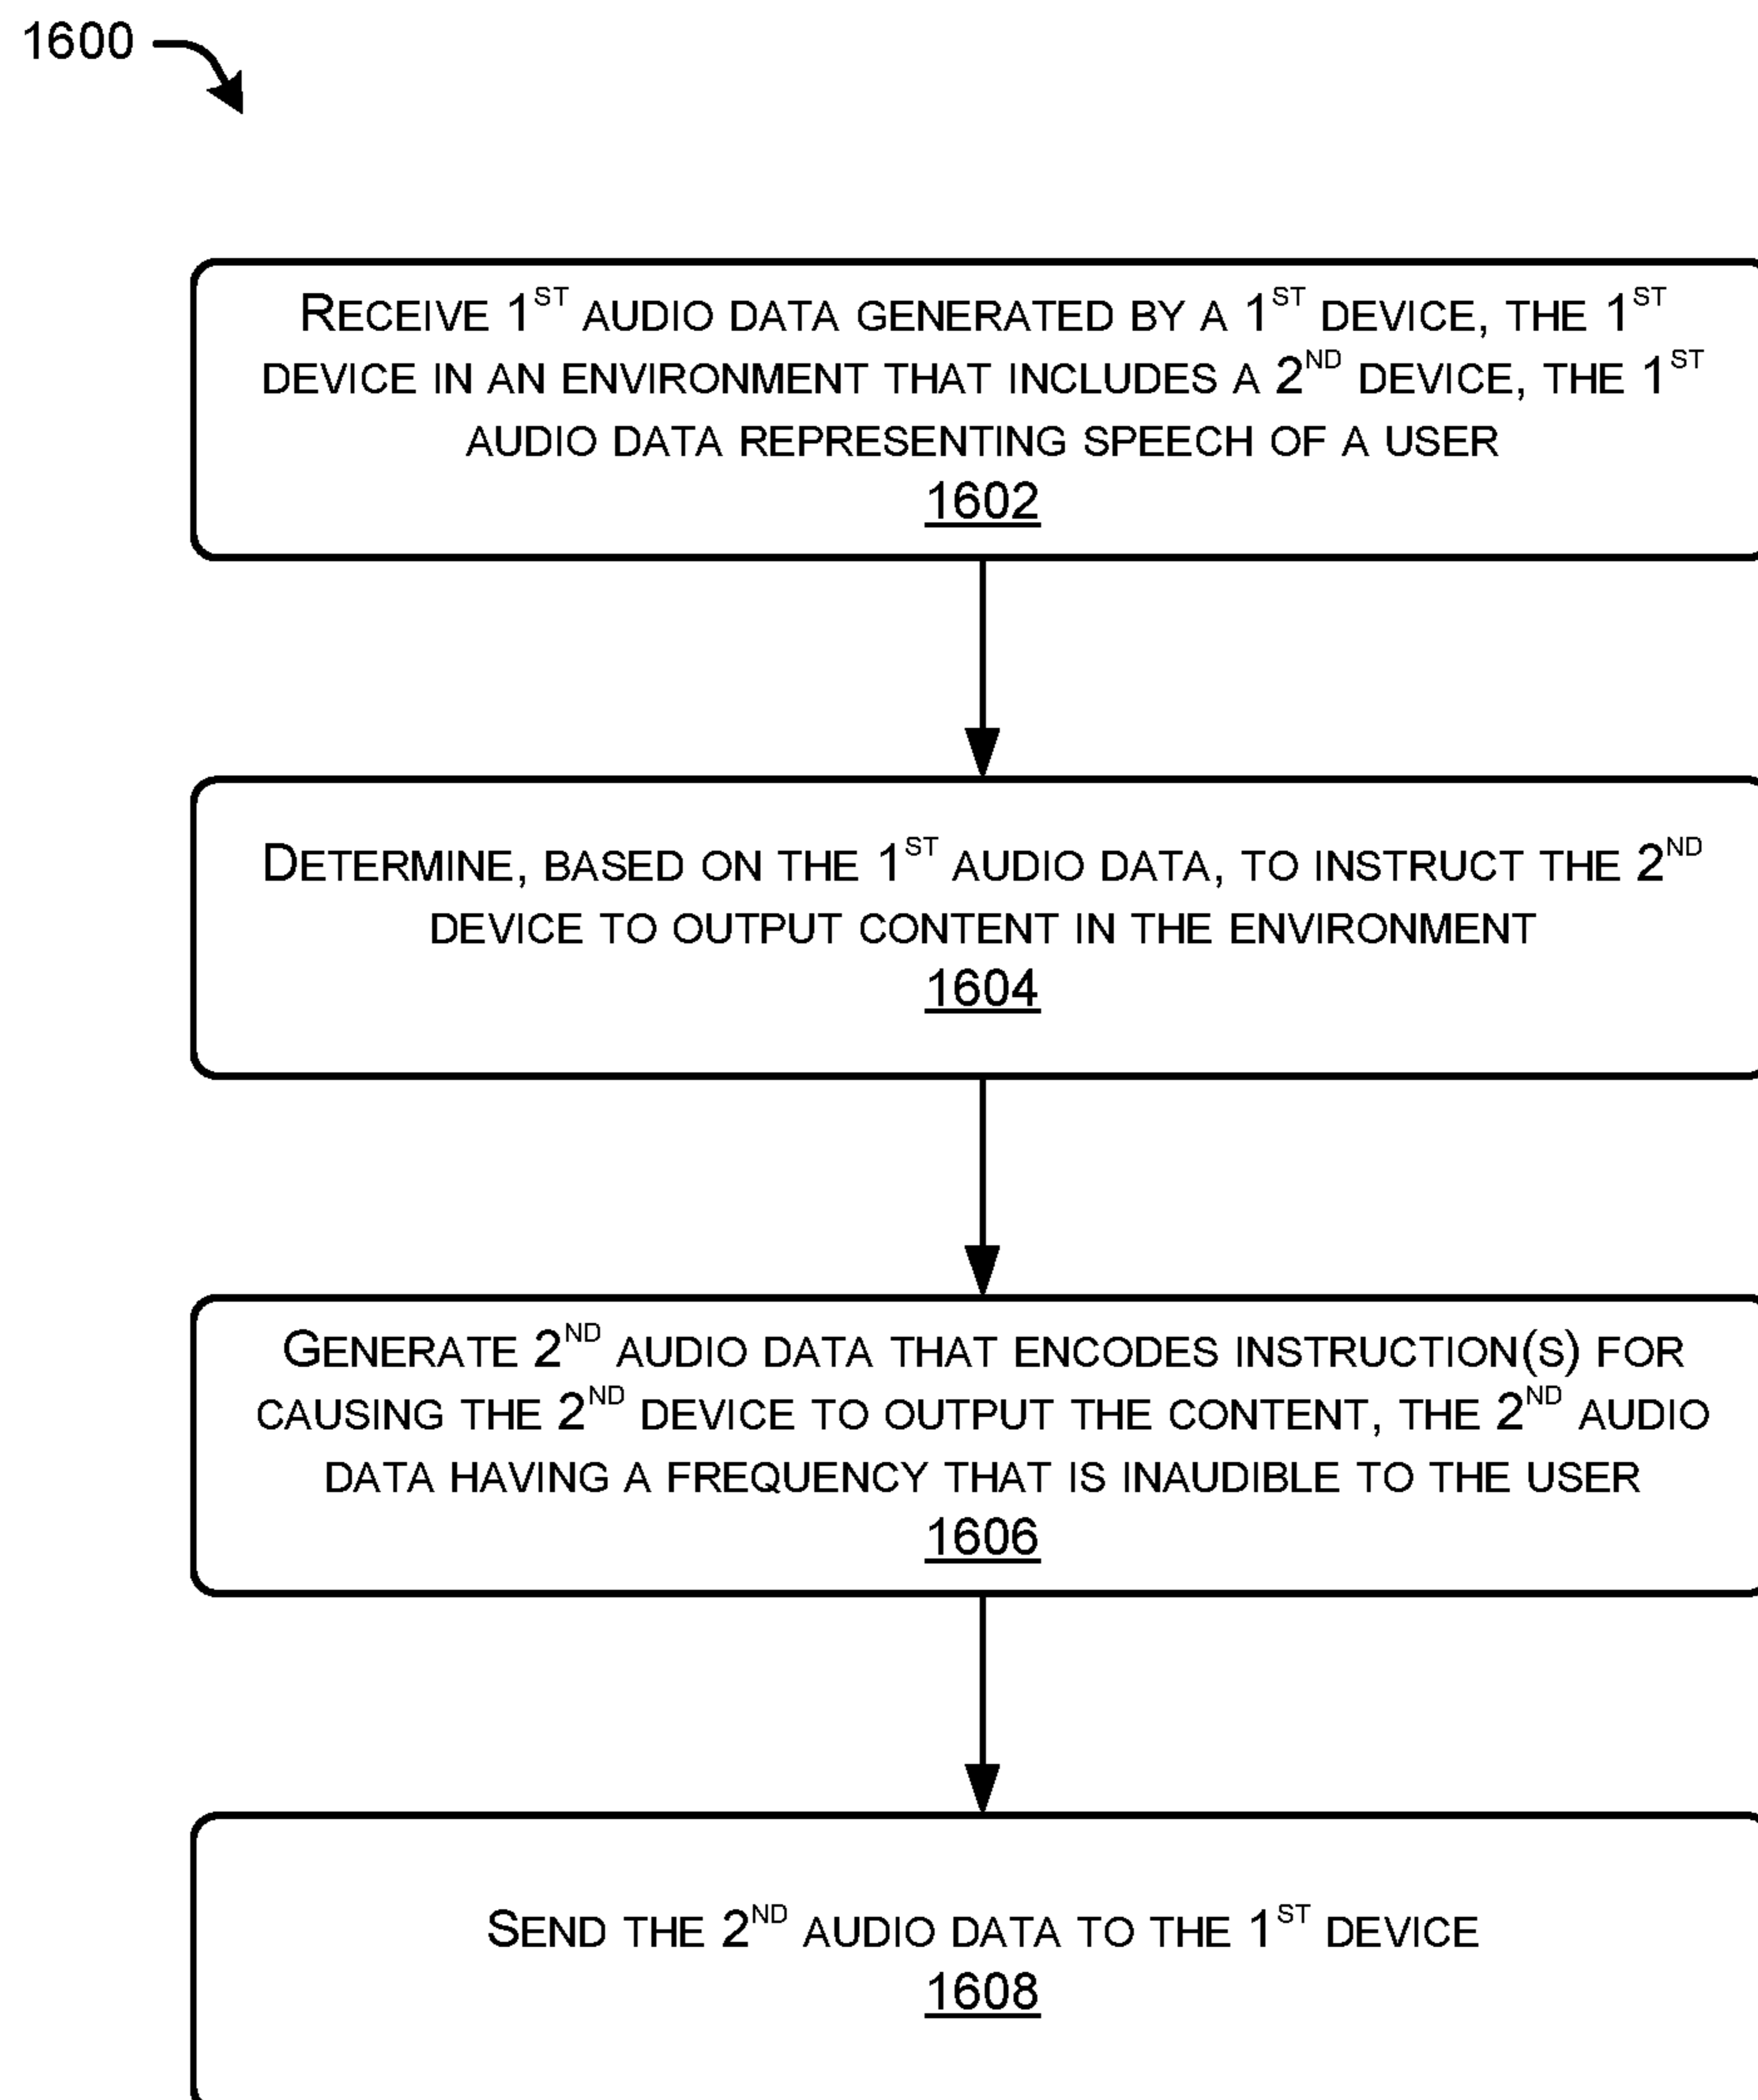 1600
RECEIVE 1ST AUDIO DATA GENERATED BY A 1ST DEVICE, THE 1ST
DEVICE IN AN ENVIRONMENT THAT INCLUDES A 2ND DEVICE, THE 1ST
AUDIO DATA REPRESENTING SPEECH OF A USER
1602
DETERMINE, BASED ON THE 1ST AUDIO DATA, TO INSTRUCT THE 2ND
DEVICE TO OUTPUT CONTENT IN THE ENVIRONMENT
1604
GENERATE 2ND AUDIO DATA THAT ENCODES INSTRUCTION(S) FOR
CAUSING THE 2ND DEVICE TO OUTPUT THE CONTENT, THE 2ND AUDIO
DATA HAVING A FREQUENCY THAT IS INAUDIBLE TO THE USER
1606
SEND THE 2ND AUDIO DATA TO THE 1ST DEVICE
1608